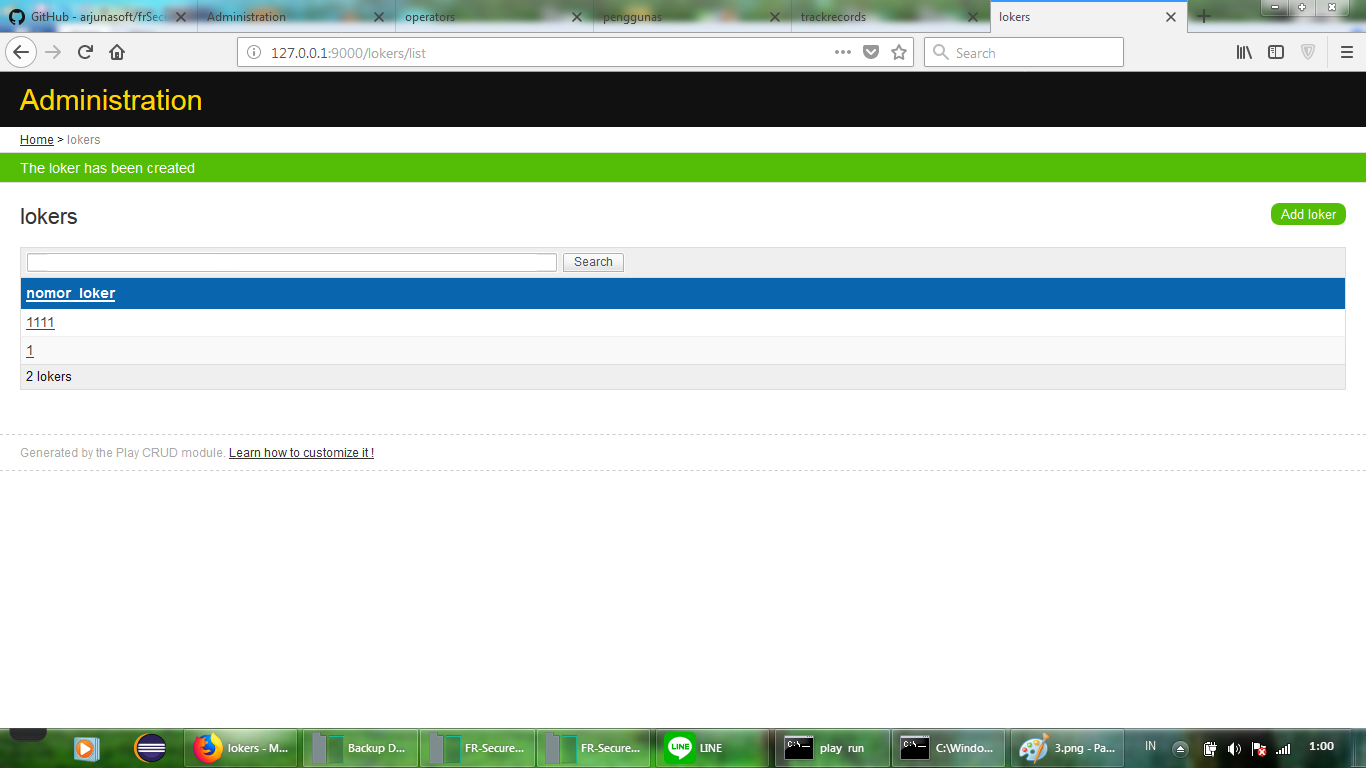 GitHub - arjunasoft/frSec
Administration
operators
penggunas
trackrecords
lokers
127.0.0.1:9000/lokers/list
Search
Administration
Home > lokers
The loker has been created
lokers
Add loker
Search
nomor_loker
1111
1
2 lokers
Generated by the Play CRUD module. Learn how to customize it !
lokers - M...
Backup D...
FR-Secure...
FR-Secure...
LINE
LINE
C:\-
play run
C:\-
C:\Windo...
3.png - Pa...
IN
1:00